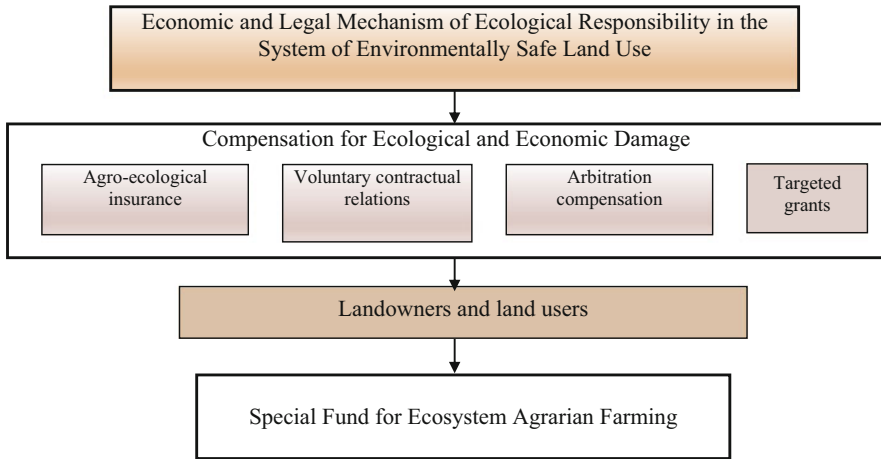 Economic and Legal Mechanism of Ecological Responsibility in the
System of Environmentally Safe Land Use
Compensation for Ecological and Economic Damage
Agro-ecological
insurance
Voluntary contractual
relations
Arbitration
compensation
Targeted
grants
Landowners and land users
Special Fund for Ecosystem Agrarian Farming